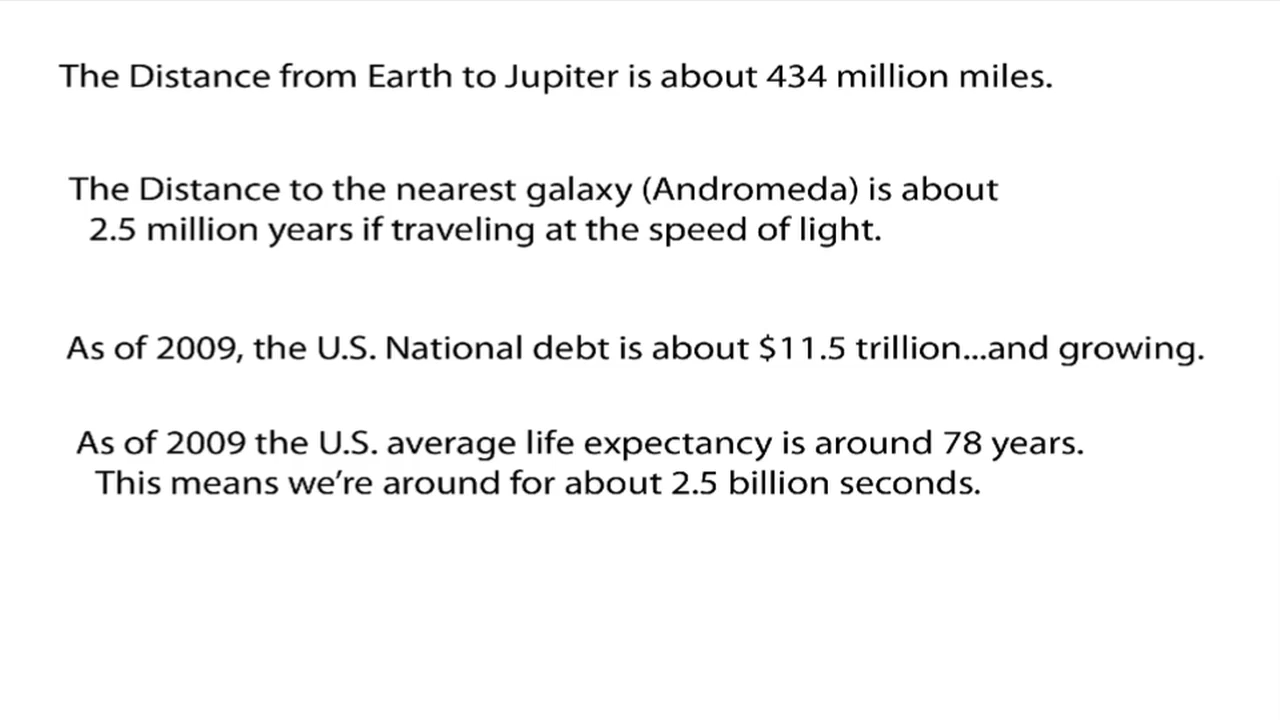 The Distance from Earth to Jupiter is about 434 million miles.
The Distance to the nearest galaxy (Andromeda) is about
2.5 million years if traveling at the speed of light.
As of 2009, the U.S. National debt is about $11.5 trillion...and growing.
As of 2009 the U.S. average life expectancy is around 78 years.
This means we’re around for about 2.5 billion seconds.